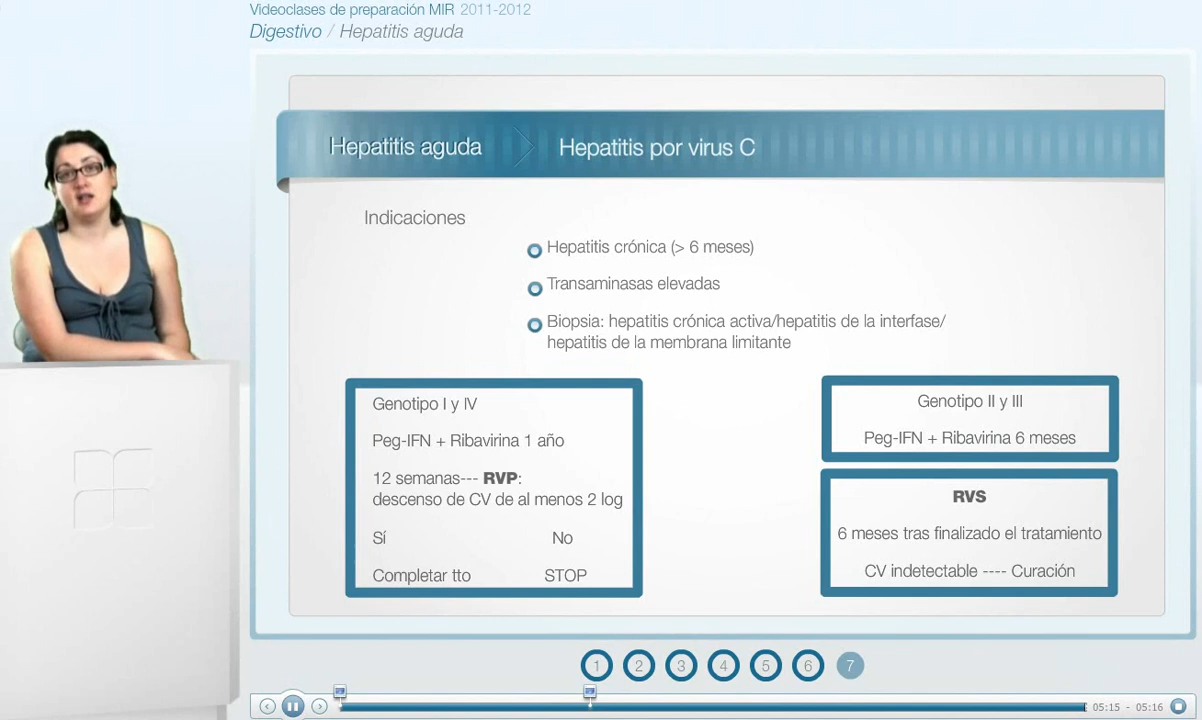 Videoclases de preparación MIR 2011-2012
Digestivo / Hepatitis aguda
Hepatitis aguda
Hepatitis por virus C
Indicaciones
Hepatitis crónica (> 6 meses)
Transaminasas elevadas
Biopsia: hepatitis crónica activa/hepatitis de la interfase/
hepatitis de la membrana limitante
Genotipo I y IV
Peg-IFN + Ribavirina 1 año
12 semanas--- RVP:
descenso de CV de al menos 2 log
Sí No
Completar tto STOP
Genotipo II y III
Peg-IFN + Ribavirina 6 meses
RVS
6 meses tras finalizado el tratamiento
CV indetectable ---- Curación
1 2 3 4 5 6 7
05:15 - 05:16